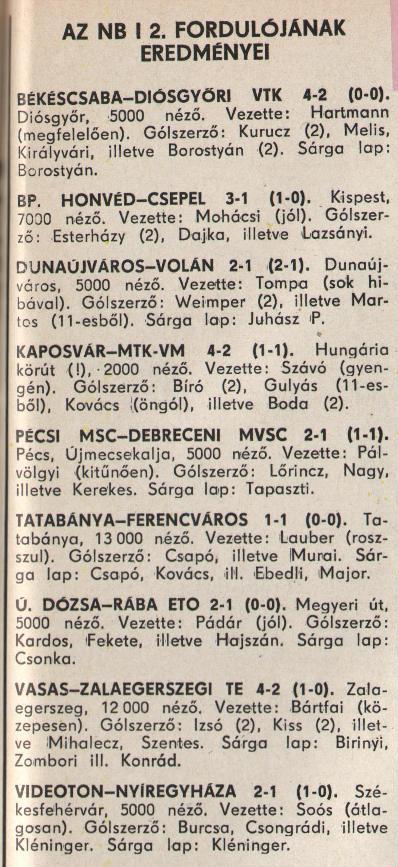 AZ NB I 2. FORDULÓJÁNAK
EREDMÉNYEI
BÉKÉSCSABA–DIÓSGYŐRI VTK 4-2 (0-0).
Diósgyőr, 5000 néző. Vezette: Hartmann
(megfelelően). Gólszerző: Kurucz (2), Melis,
Királyvári, illetve Borostyán (2). Sárga lap:
Borostyán.
BP. HONVÉD–CSEPEL 3-1 (1-0). Kispest,
7000 néző. Vezette: Mohácsi (jól). Gólszer-
ző: Esterházy (2), Dajka, illetve Lazsányi.
DUNAÚJVÁROS–VOLÁN 2-1 (2-1). Dunaúj-
város, 5000 néző. Vezette: Tompa (sok hi-
bával). Gólszerző: Weimper (2), illetve Mar-
tos (11-esből). Sárga lap: Juhász P.
KAPOSVÁR–MTK-VM 4-2 (1-1). Hungária
körút (!), 2000 néző. Vezette: Szávó (gyen-
gén). Gólszerző: Bíró (2), Gulyás (11-es-
ből), Kovács (öngól), illetve Boda (2).
PÉCSI MSC–DEBRECENI MVSC 2-1 (1-1).
Pécs, Újmecsekalja, 5000 néző. Vezette: Pál-
völgyi (kitűnően). Gólszerző: Lőrincz, Nagy,
illetve Kerekes. Sárga lap: Tapaszti.
TATABÁNYA–FERENCVÁROS 1-1 (0-0). Ta-
tabánya, 13 000 néző. Vezette: Lauber (rosz-
szul). Gólszerző: Csapó, illetve Murai. Sár-
ga lap: Csapó, Kovács, ill. Ebedli, Major.
Ú. DÓZSA–RÁBA ETO 2-1 (0-0). Megyeri út,
5000 néző. Vezette: Pádár (jól). Gólszerző:
Kardos, Fekete, illetve Hajszán. Sárga lap:
Csonka.
VASAS–ZALAEGERSZEGI TE 4-2 (1-0). Zala-
egerszeg, 12 000 néző. Vezette: Bártfai (kö-
zepesen). Gólszerző: Izsó (2), Kiss (2), illet-
ve Mihalecz, Szentes. Sárga lap: Birinyi,
Zombori ill. Konrád.
VIDEOTON–NYÍREGYHÁZA 2-1 (1-0). Szé-
kesfehérvár, 5000 néző. Vezette: Soós (átla-
gosan). Gólszerző: Burcsa, Csongrádi, illetve
Kléninger. Sárga lap: Kléninger.